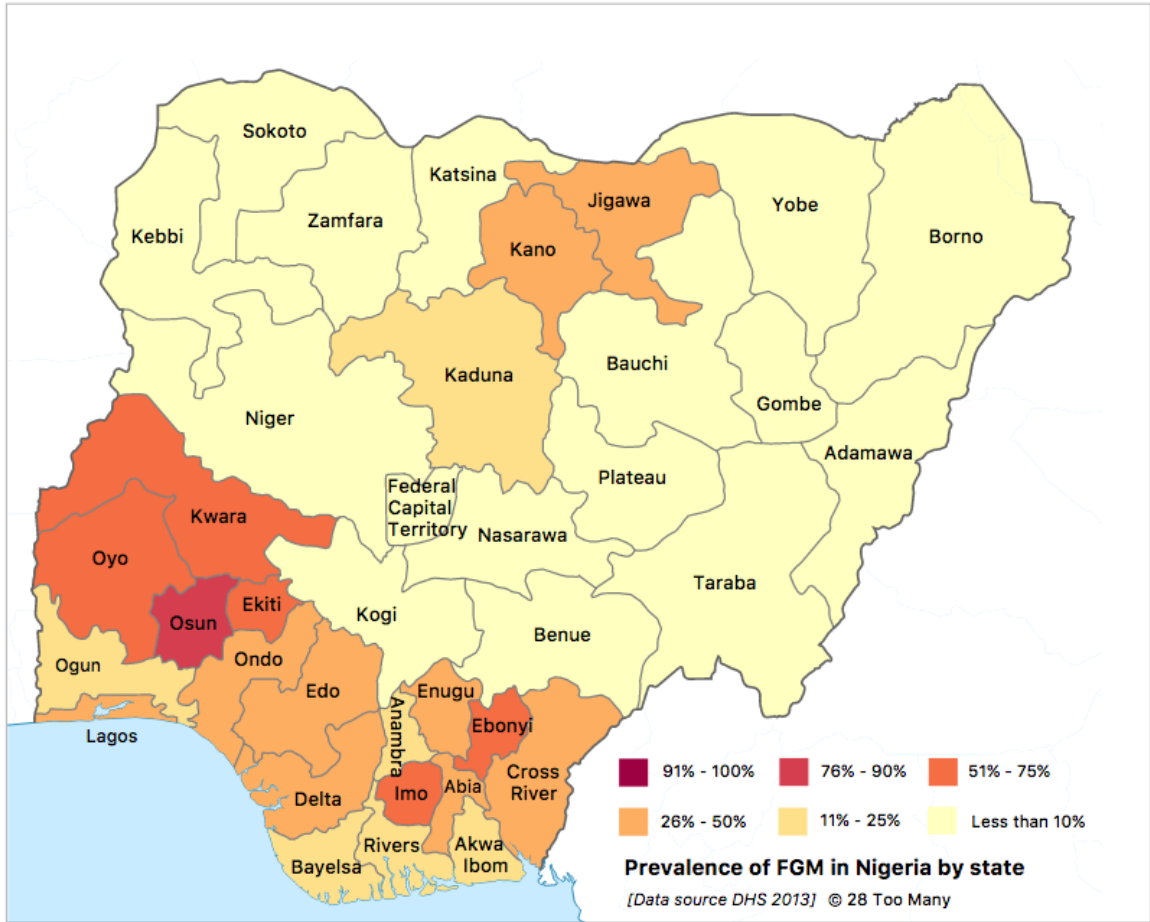 Sokoto
Katsina
Jigawa
Yobe
Zamfara
Kebbi
Kano
Borno
Kaduna
Bauchi
Gombe
Niger
Adamawa
Plateau
Federal
Capital
Territory
Kwara
Nasarawa
Oyo
Taraba
Ekiti
Kogi
Osun
Benue
Ondo
Ogun
Edo
Enugu
Anambra
Ebonyi
Lagos
Cross
River
Abia
Imo
Delta
Rivers
Akwa
Ibom
Bayelsa
91% - 100%
76% - 90%
51% - 75%
26% - 50%
11% - 25%
Less than 10%
Prevalence of FGM in Nigeria by state
[Data source DHS 2013] © 28 Too Many